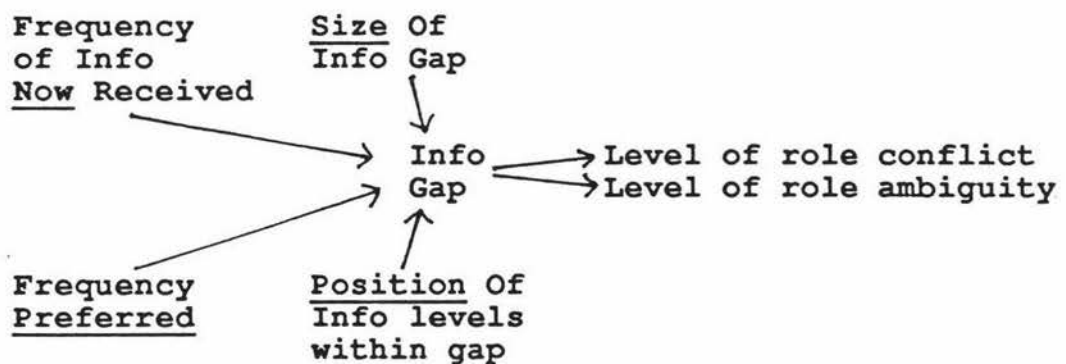 Frequency
of Info
Now Received
Size Of
Info Gap
Info
Gap
Level of role conflict
Level of role ambiguity
Frequency
Preferred
Position Of
Info levels
within gap